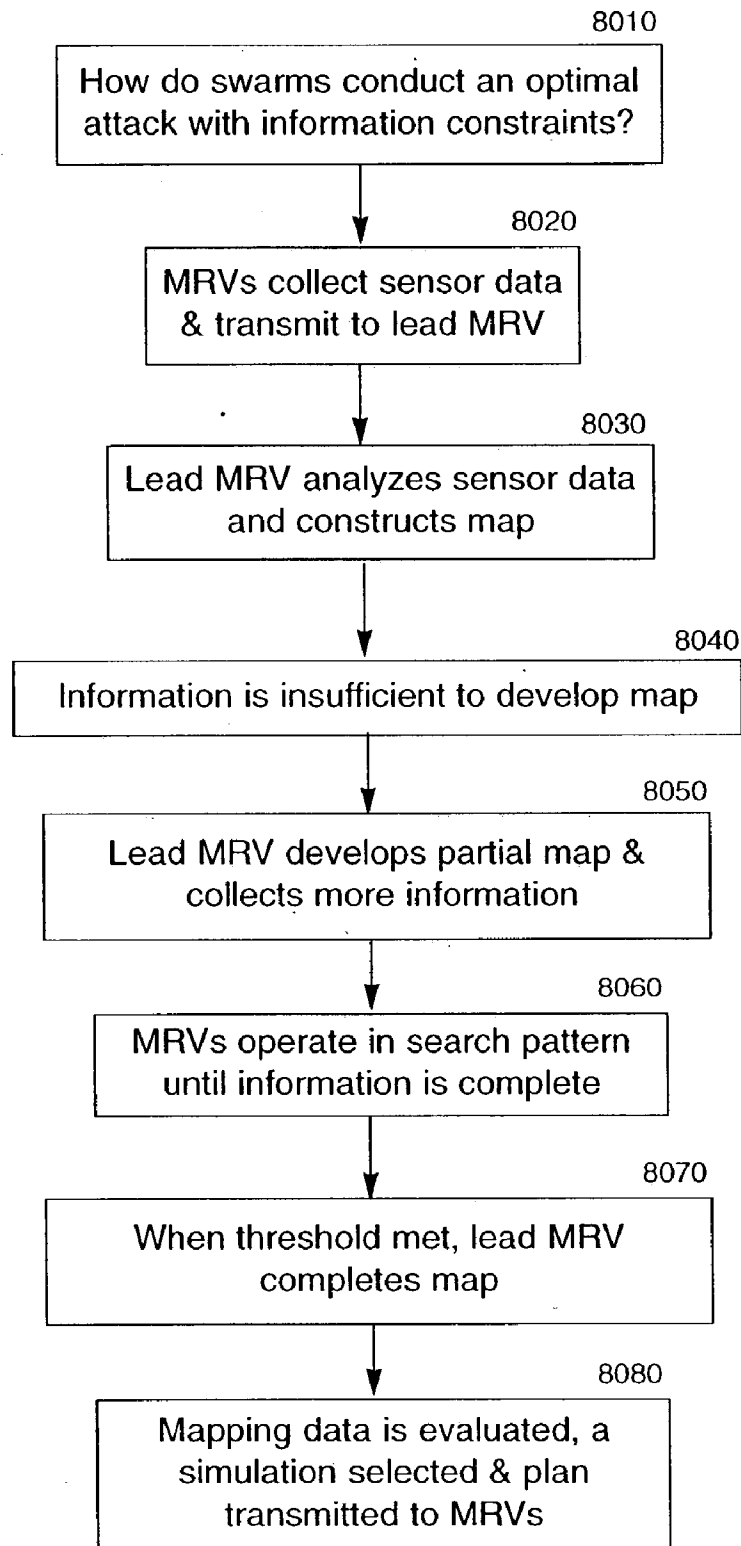 8010
How do swarms conduct an optimal
attack with information constraints?
8020
MRVs collect sensor data
& transmit to lead MRV
8030
Lead MRV analyzes sensor data
and constructs map
8040
Information is insufficient to develop map
8050
Lead MRV develops partial map &
collects more information
8060
MRVs operate in search pattern
until information is complete
8070
When threshold met, lead MRV
completes map
8080
Mapping data is evaluated, a
simulation selected & plan
transmitted to MRVs